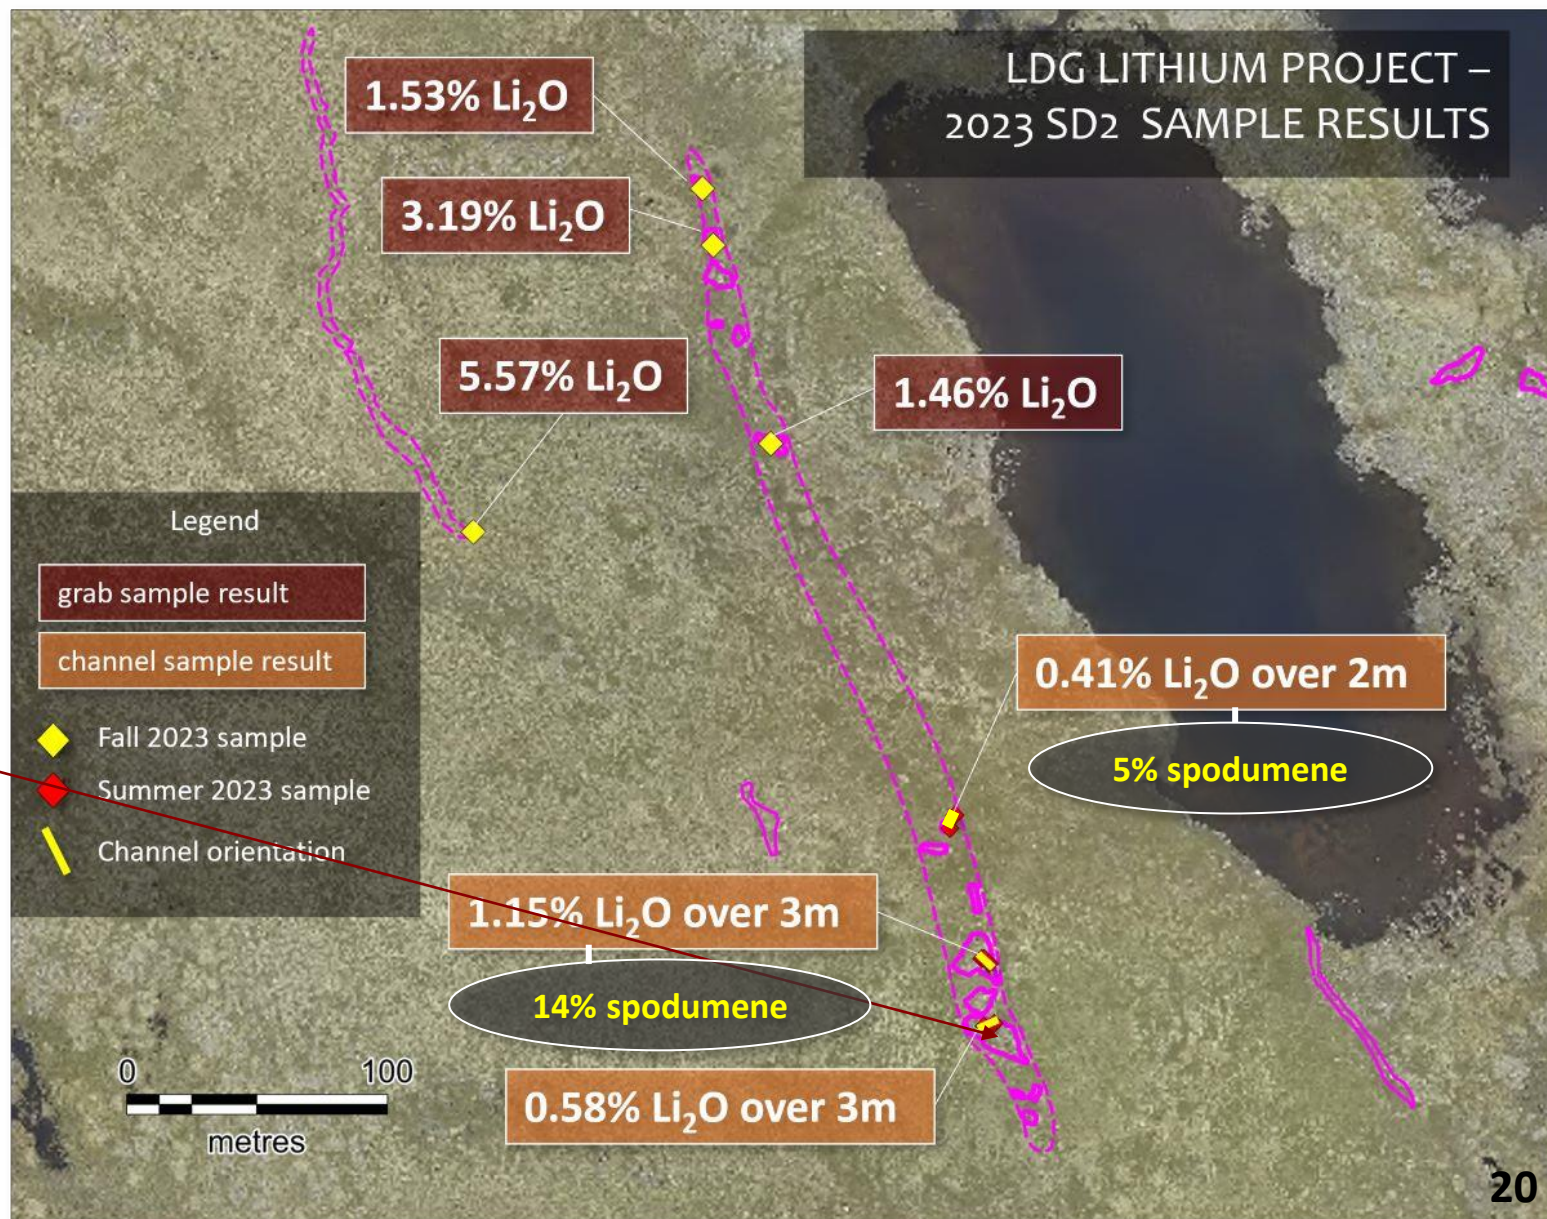 LDG LITHIUM PROJECT –
2023 SD2 SAMPLE RESULTS
1.53% Li₂O
3.19% Li₂O
5.57% Li₂O
1.46% Li₂O
Legend
grab sample result
channel sample result
Fall 2023 sample
Summer 2023 sample
Channel orientation
0.41% Li₂O over 2m
5% spodumene
1.15% Li₂O over 3m
14% spodumene
0.58% Li₂O over 3m
0 100
metres
20